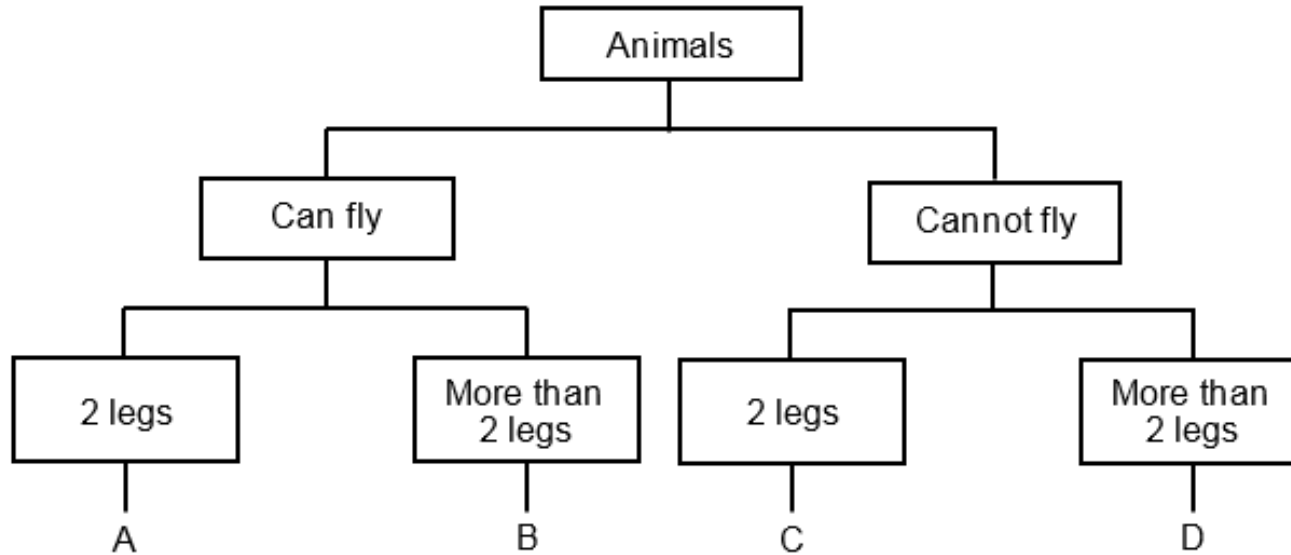 Animals
Can fly
Cannot fly
2 legs
More than
2 legs
2 legs
More than
2 legs
A
B
C
D